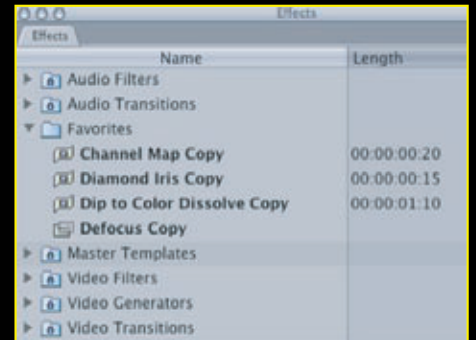 Effects
Effects
Name Length
Audio Filters
Audio Transitions
Favorites
Channel Map Copy 00:00:00:20
Diamond Iris Copy 00:00:00:15
Dip to Color Dissolve Copy 00:00:01:10
Defocus Copy
Master Templates
Video Filters
Video Generators
Video Transitions